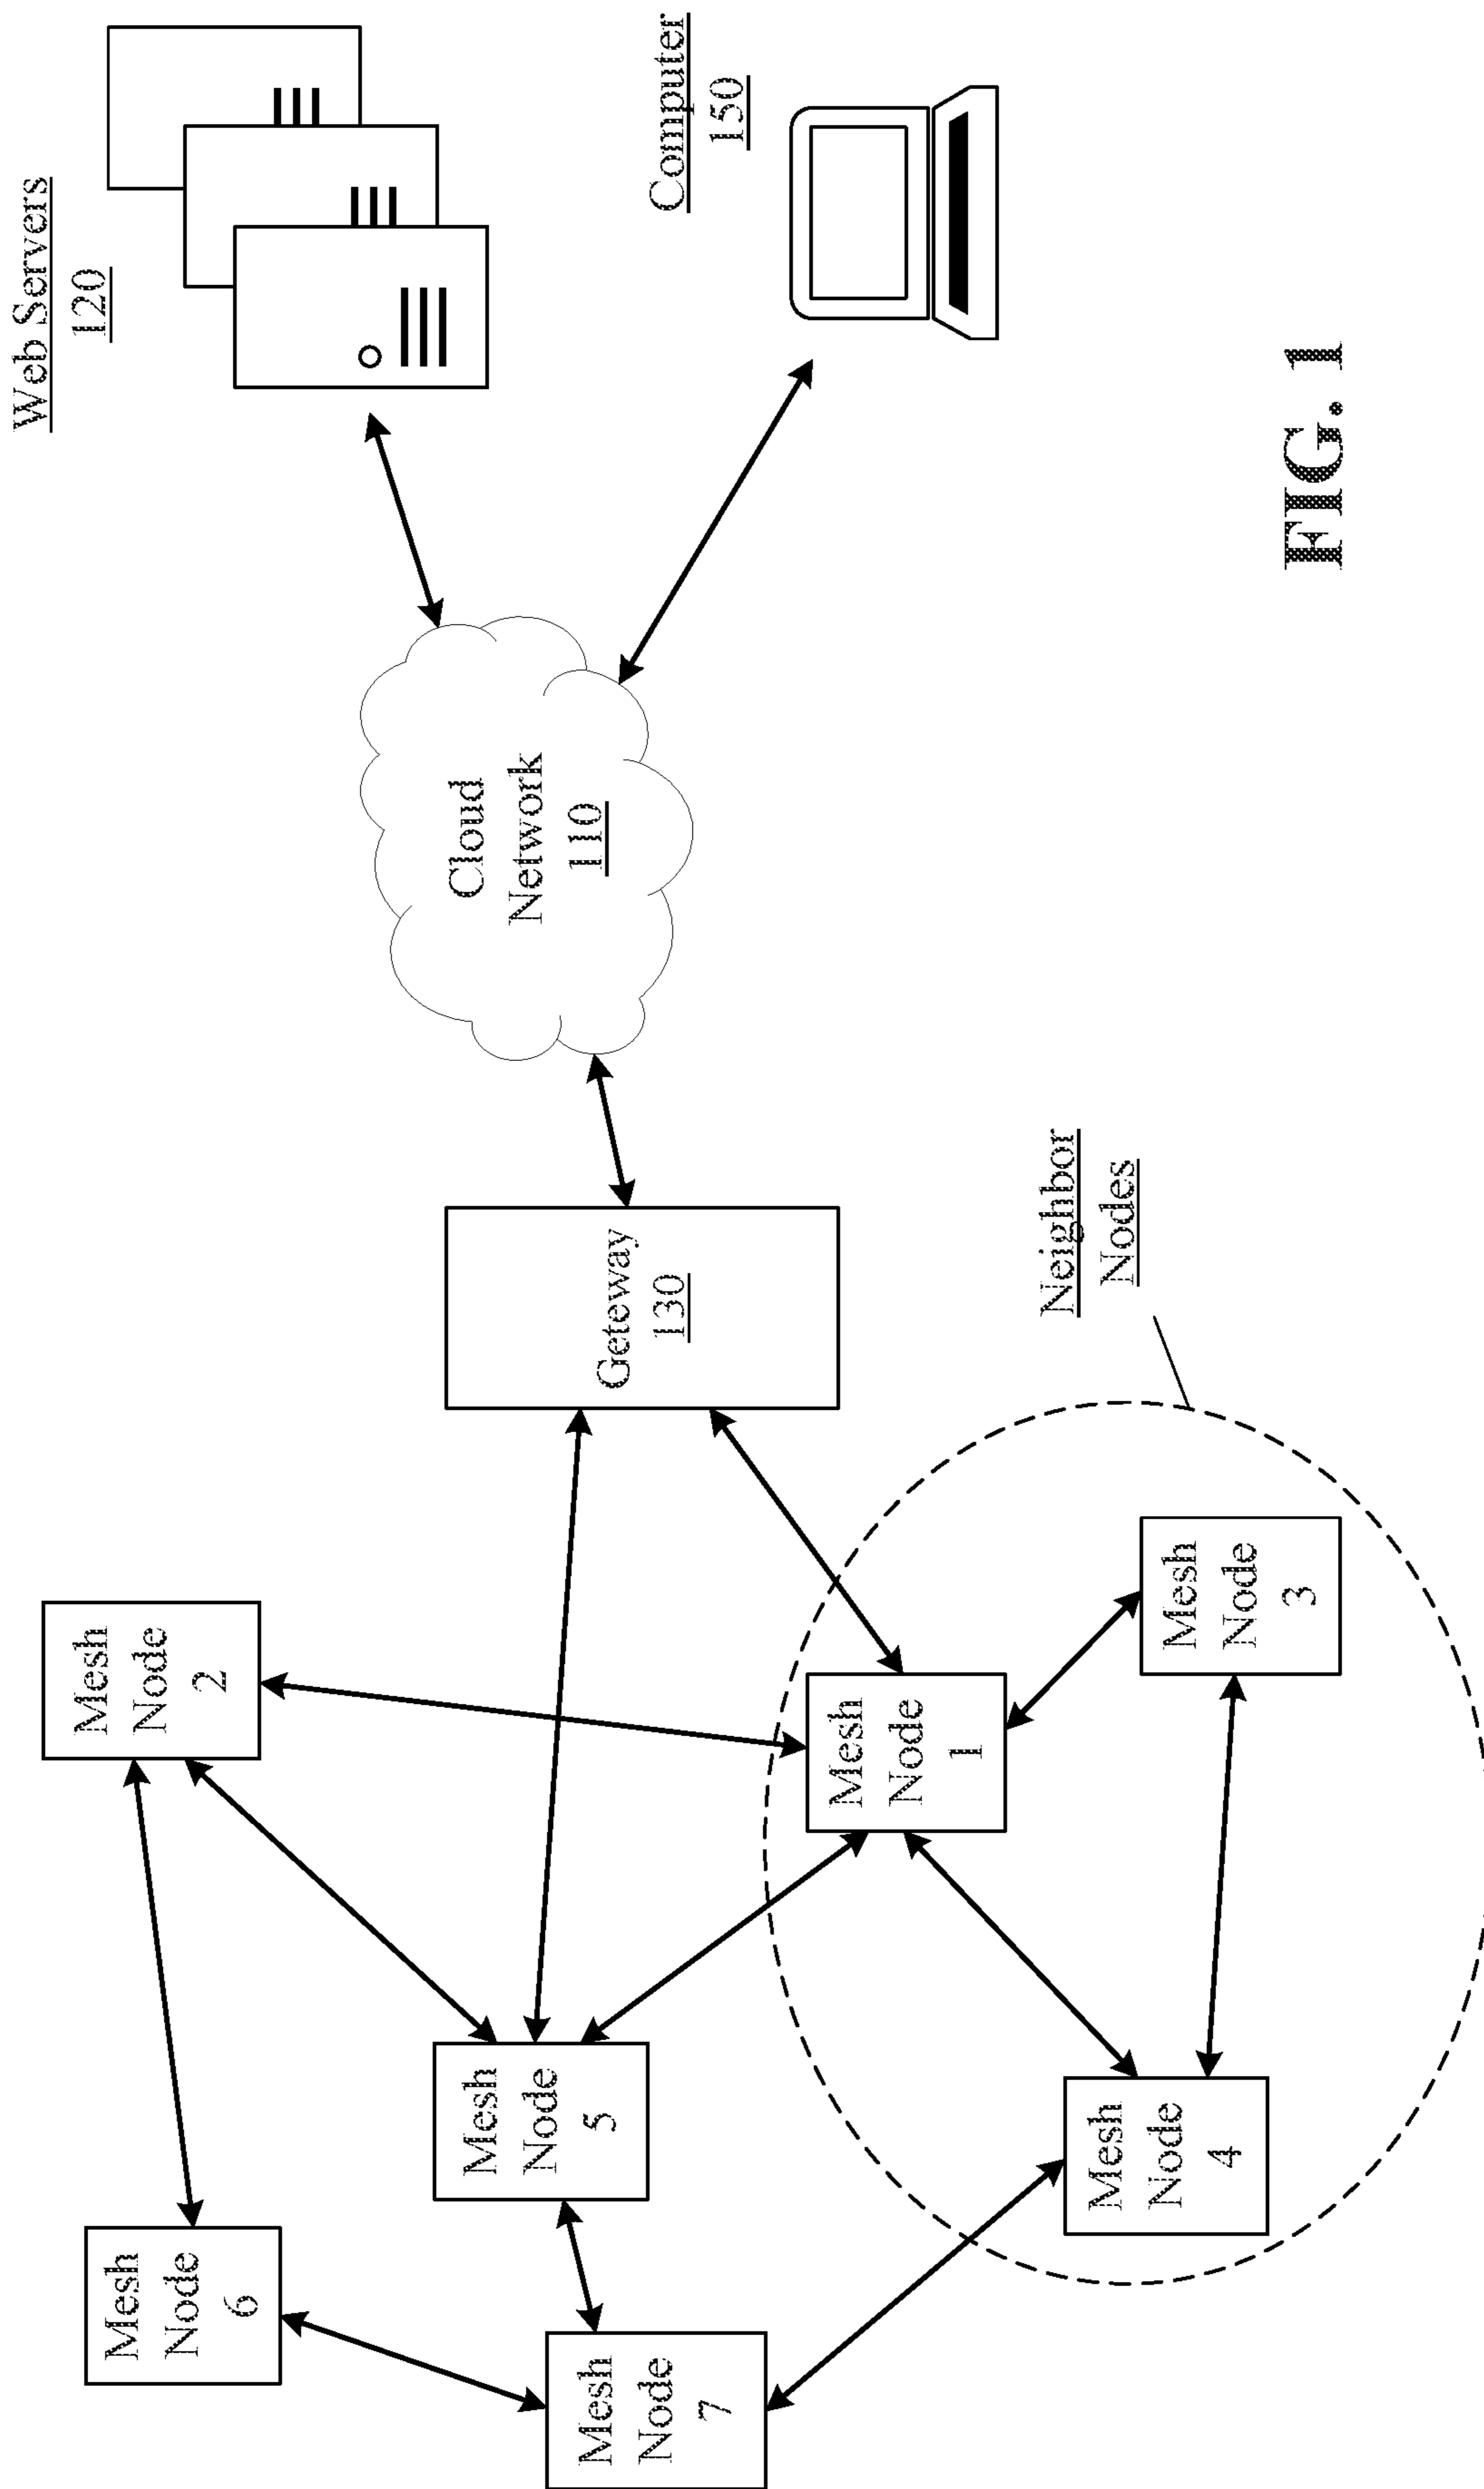 Web Servers
120
Computer
150
Cloud
Network
110
Geteway
130
Neighbor
Nodes
Mesh
Node
2
Mesh
Node
1
Mesh
Node
3
Mesh
Node
5
Mesh
Node
4
Mesh
Node
6
Mesh
Node
7
FIG. 1